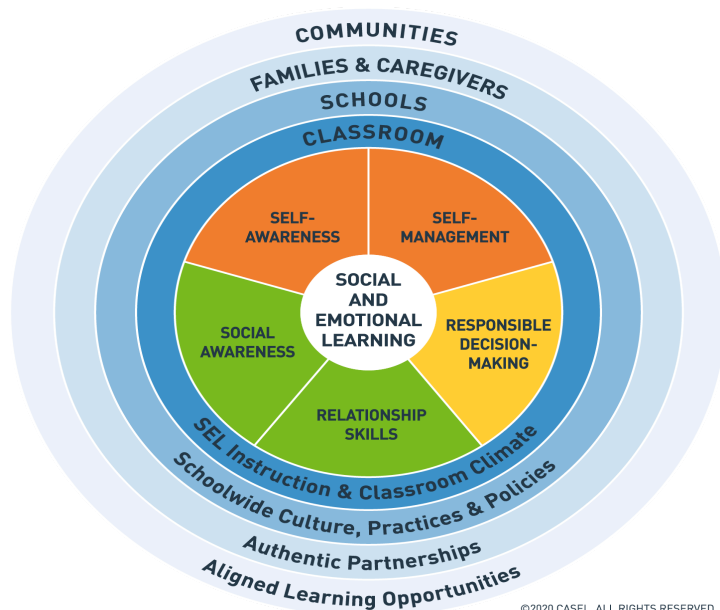 COMMUNITIES
FAMILIES & CAREGIVERS
SCHOOLS
CLASSROOM
SELF-
AWARENESS
SELF-
MANAGEMENT
SOCIAL
AND
EMOTIONAL
LEARNING
SOCIAL
AWARENESS
RESPONSIBLE
DECISION-
MAKING
RELATIONSHIP
SKILLS
SEL Instruction & Classroom Climate
Schoolwide Culture, Practices & Policies
Authentic Partnerships
Aligned Learning Opportunities
©2020 CASEL. ALL RIGHTS RESERVED